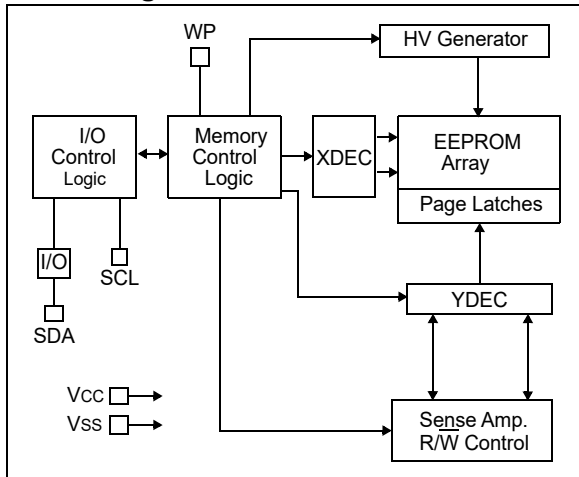 WP
HV Generator
I/O
Control
Logic
Memory
Control
Logic
XDEC
EEPROM
Array
Page Latches
I/O
SCL
SDA
YDEC
VCC
VSS
Sense Amp.
R/W̅ Control